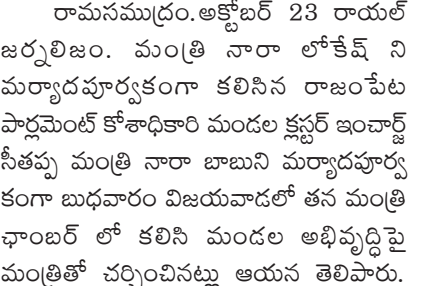 రామసముద్రం.అక్టోబర్ 23 రాయల్
జర్నలిజం. మంత్రి నారా లోకేష్ ని
మర్యాదపూర్వకంగా కలిసిన రాజంపేట
పార్లమెంట్ కోశాధికారి మండల క్లస్టర్ ఇంచార్జ్
సీతప్ప మంత్రి నారా బాబుని మర్యాదపూర్వ
కంగా బుధవారం విజయవాడలో తన మంత్రి
ఛాంబర్ లో కలిసి మండల అభివృద్ధిపై
మంత్రితో చర్చించినట్లు ఆయన తెలిపారు.